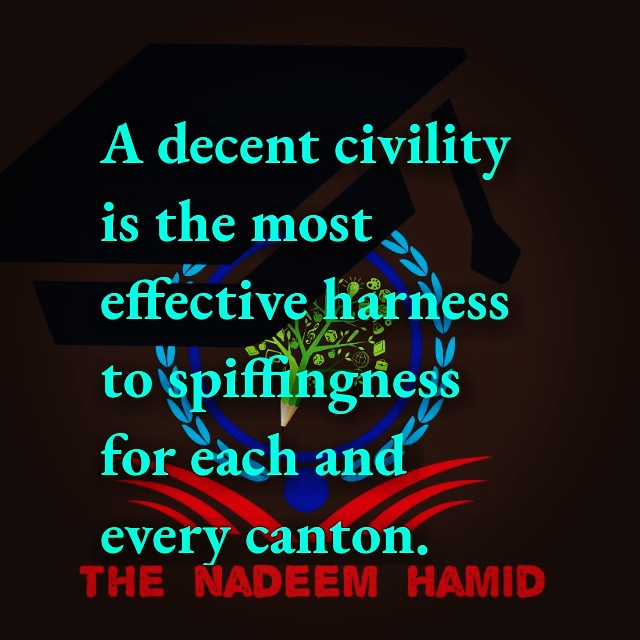 A decent civility
is the most
effective harness
to spiffingness
for each and
every canton.
THE NADEEM HAMID